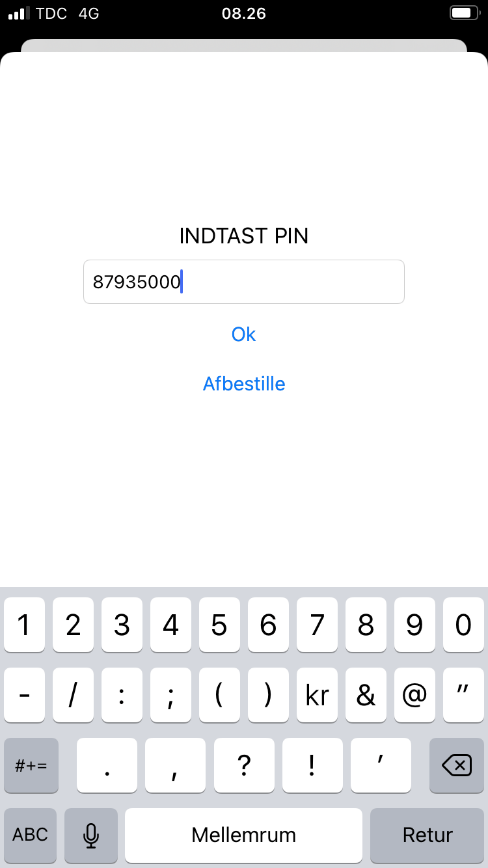 TDC 4G 08.26
INDTAST PIN
87935000
Ok
Afbestille
1 2 3 4 5 6 7 8 9 0
- / : ; ( ) kr & @ "
#+= . , ? ! '
ABC Mellemrum Retur